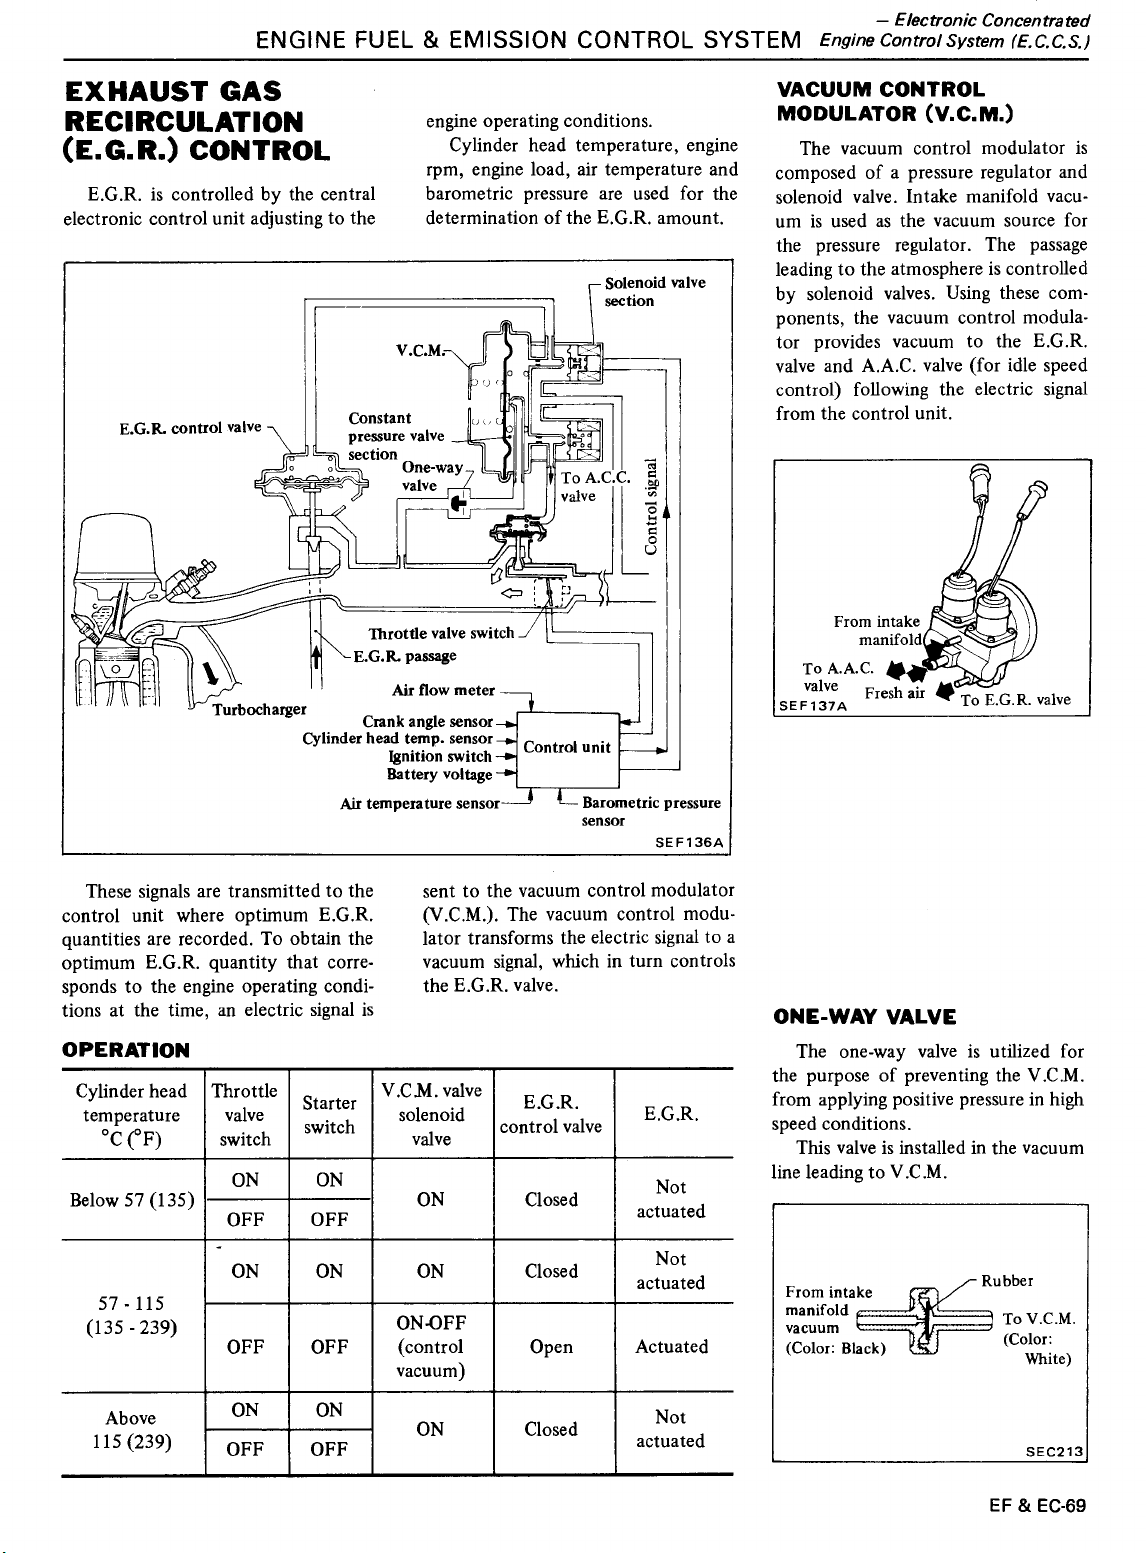 — Electronic Concentrated
ENGINE FUEL & EMISSION CONTROL SYSTEM Engine Control System (E.C.C.S.)
EXHAUST GAS
RECIRCULATION
(E.G.R.) CONTROL
E.G.R. is controlled by the central
electronic control unit adjusting to the
engine operating conditions.
Cylinder head temperature, engine
rpm, engine load, air temperature and
barometric pressure are used for the
determination of the E.G.R. amount.
Solenoid valve
section
V.C.M.
E.G.R. control valve
Constant
pressure valve
section
One-way
valve
To A.C.C.
valve
Control signal
Throttle valve switch
E.G.R. passage
Air flow meter
Turbocharger
Crank angle sensor
Cylinder head temp. sensor
Ignition switch
Battery voltage
Control unit
Air temperature sensor
Barometric pressure
sensor
SEF136A
These signals are transmitted to the
control unit where optimum E.G.R.
quantities are recorded. To obtain the
optimum E.G.R. quantity that corre-
sponds to the engine operating condi-
tions at the time, an electric signal is
sent to the vacuum control modulator
(V.C.M.). The vacuum control modu-
lator transforms the electric signal to a
vacuum signal, which in turn controls
the E.G.R. valve.
OPERATION
Cylinder head
temperature
°C (°F)
Throttle
valve
switch
Starter
switch
V.C.M. valve
solenoid
valve
E.G.R.
control valve
E.G.R.
Below 57 (135)
ON ON
OFF OFF
ON
Closed
Not
actuated
57 - 115
(135 - 239)
ON ON ON Closed
Not
actuated
OFF OFF
ON-OFF
(control
vacuum)
Open
Actuated
Above
115 (239)
ON ON
OFF OFF
ON
Closed
Not
actuated
VACUUM CONTROL
MODULATOR (V.C.M.)
The vacuum control modulator is
composed of a pressure regulator and
solenoid valve. Intake manifold vacu-
um is used as the vacuum source for
the pressure regulator. The passage
leading to the atmosphere is controlled
by solenoid valves. Using these com-
ponents, the vacuum control modula-
tor provides vacuum to the E.G.R.
valve and A.A.C. valve (for idle speed
control) following the electric signal
from the control unit.
From intake
manifold
To A.A.C.
valve
Fresh air
To E.G.R. valve
SEF137A
ONE-WAY VALVE
The one-way valve is utilized for
the purpose of preventing the V.C.M.
from applying positive pressure in high
speed conditions.
This valve is installed in the vacuum
line leading to V.C.M.
From intake
manifold
vacuum
(Color: Black)
Rubber
To V.C.M.
(Color:
White)
SEC213
EF & EC-69